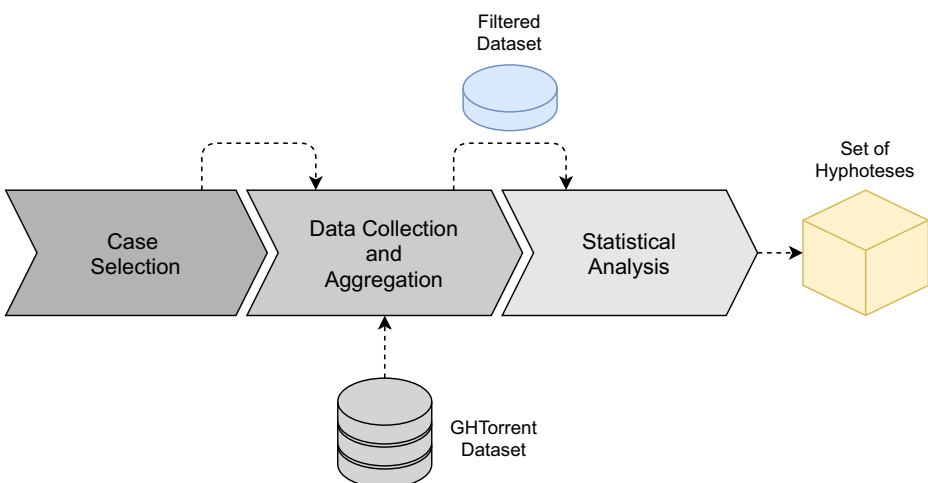 Filtered
Dataset
Set of
Hyphoteses
Case
Selection
Data Collection
and
Aggregation
Statistical
Analysis
GHTorrent
Dataset